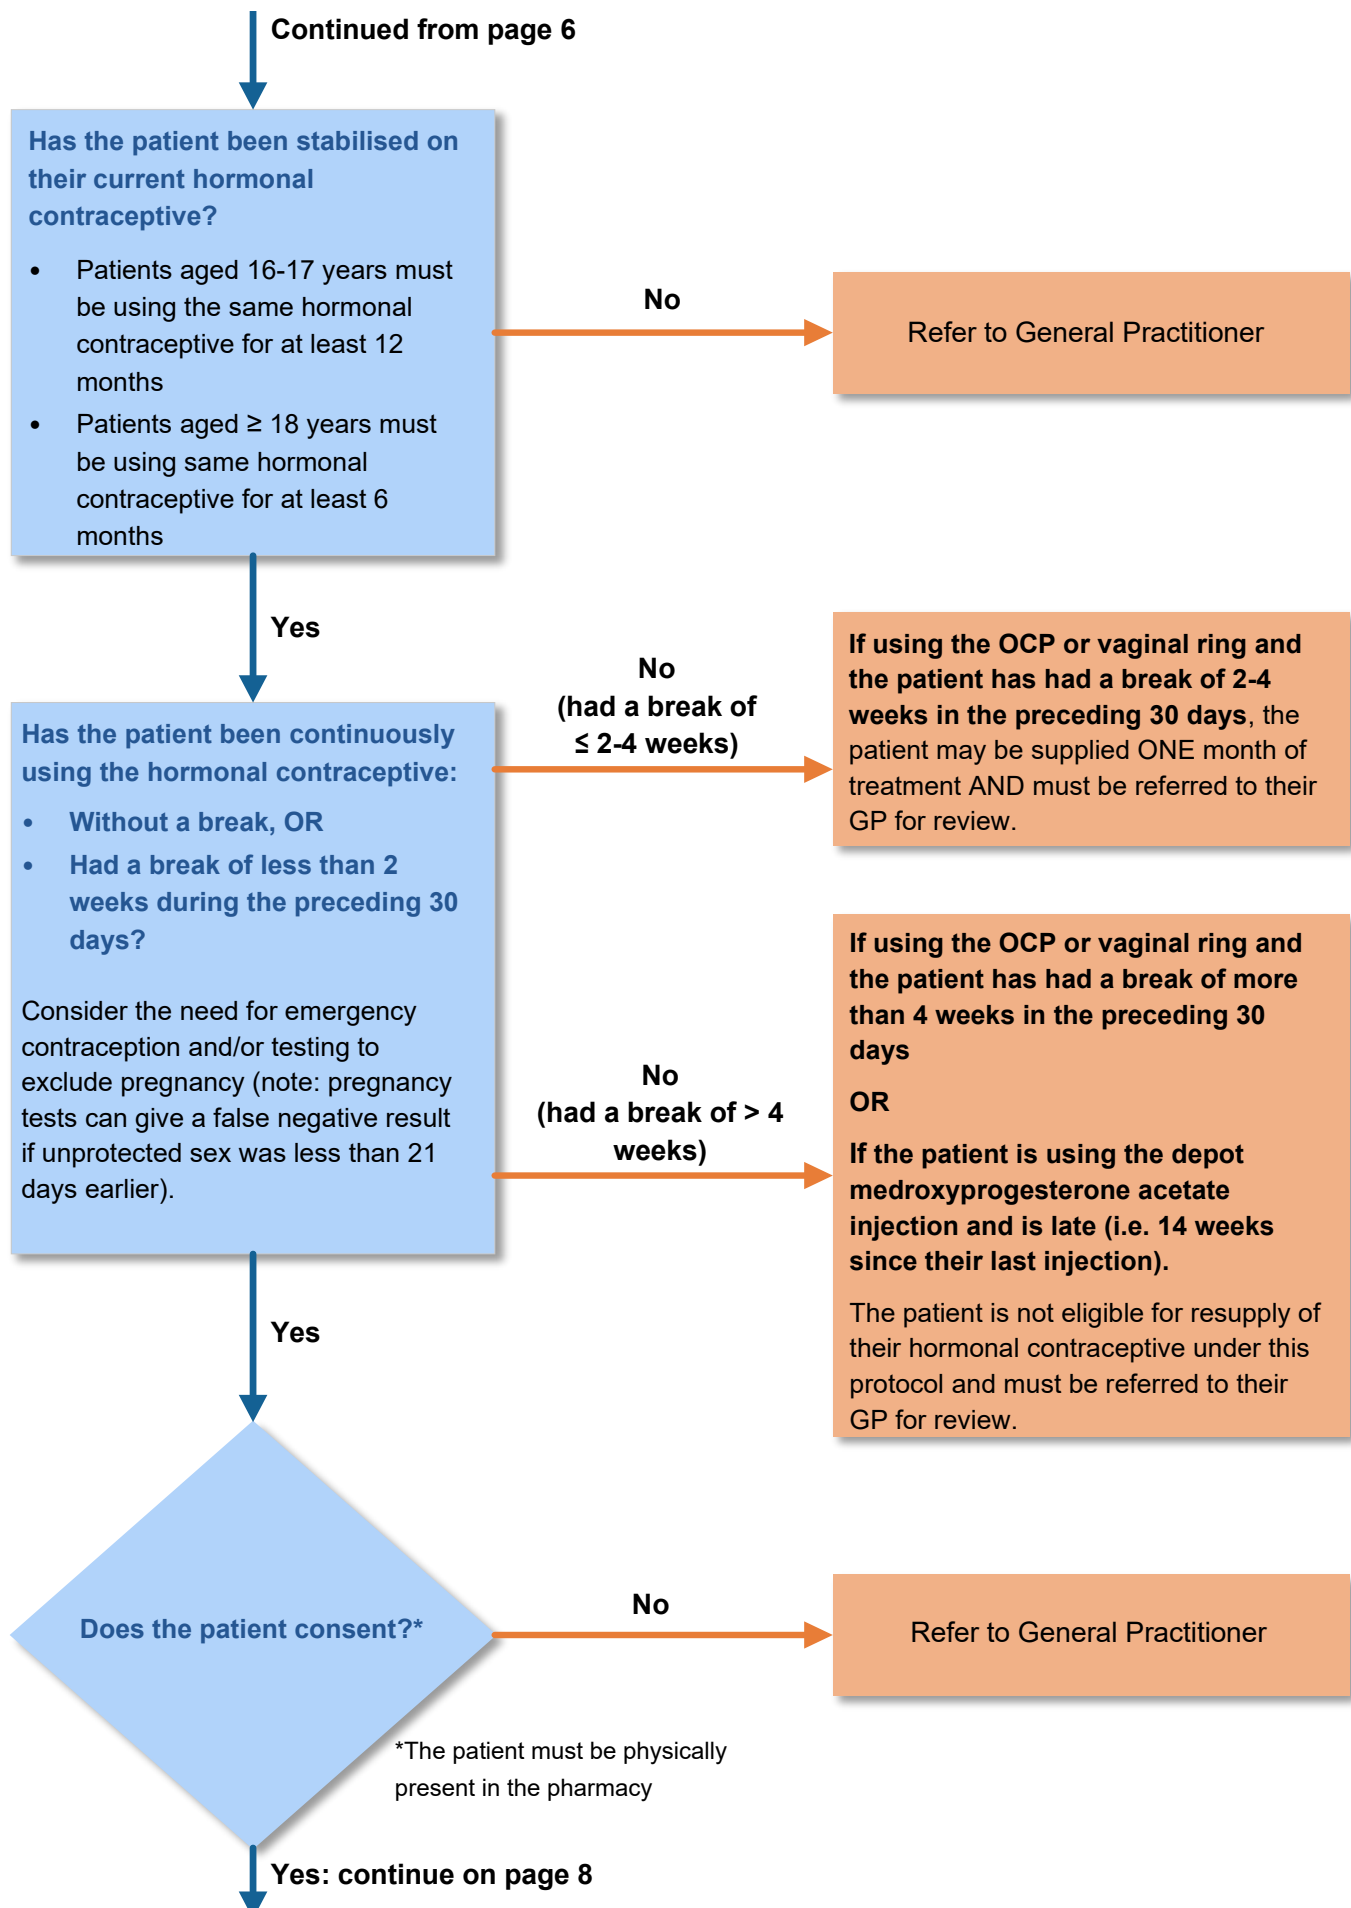 Continued from page 6
Has the patient been stabilised on
their current hormonal
contraceptive?
• Patients aged 16-17 years must
be using the same hormonal
contraceptive for at least 12
months
• Patients aged ≥ 18 years must
be using same hormonal
contraceptive for at least 6
months
No
Refer to General Practitioner
Yes
Has the patient been continuously
using the hormonal contraceptive:
• Without a break, OR
• Had a break of less than 2
weeks during the preceding 30
days?
Consider the need for emergency
contraception and/or testing to
exclude pregnancy (note: pregnancy
tests can give a false negative result
if unprotected sex was less than 21
days earlier).
No
(had a break of
≤ 2-4 weeks)
If using the OCP or vaginal ring and
the patient has had a break of 2-4
weeks in the preceding 30 days, the
patient may be supplied ONE month of
treatment AND must be referred to their
GP for review.
No
(had a break of > 4
weeks)
If using the OCP or vaginal ring and
the patient has had a break of more
than 4 weeks in the preceding 30
days
OR
If the patient is using the depot
medroxyprogesterone acetate
injection and is late (i.e. 14 weeks
since their last injection).
The patient is not eligible for resupply of
their hormonal contraceptive under this
protocol and must be referred to their
GP for review.
Yes
Does the patient consent?*
No
Refer to General Practitioner
*The patient must be physically
present in the pharmacy
Yes: continue on page 8